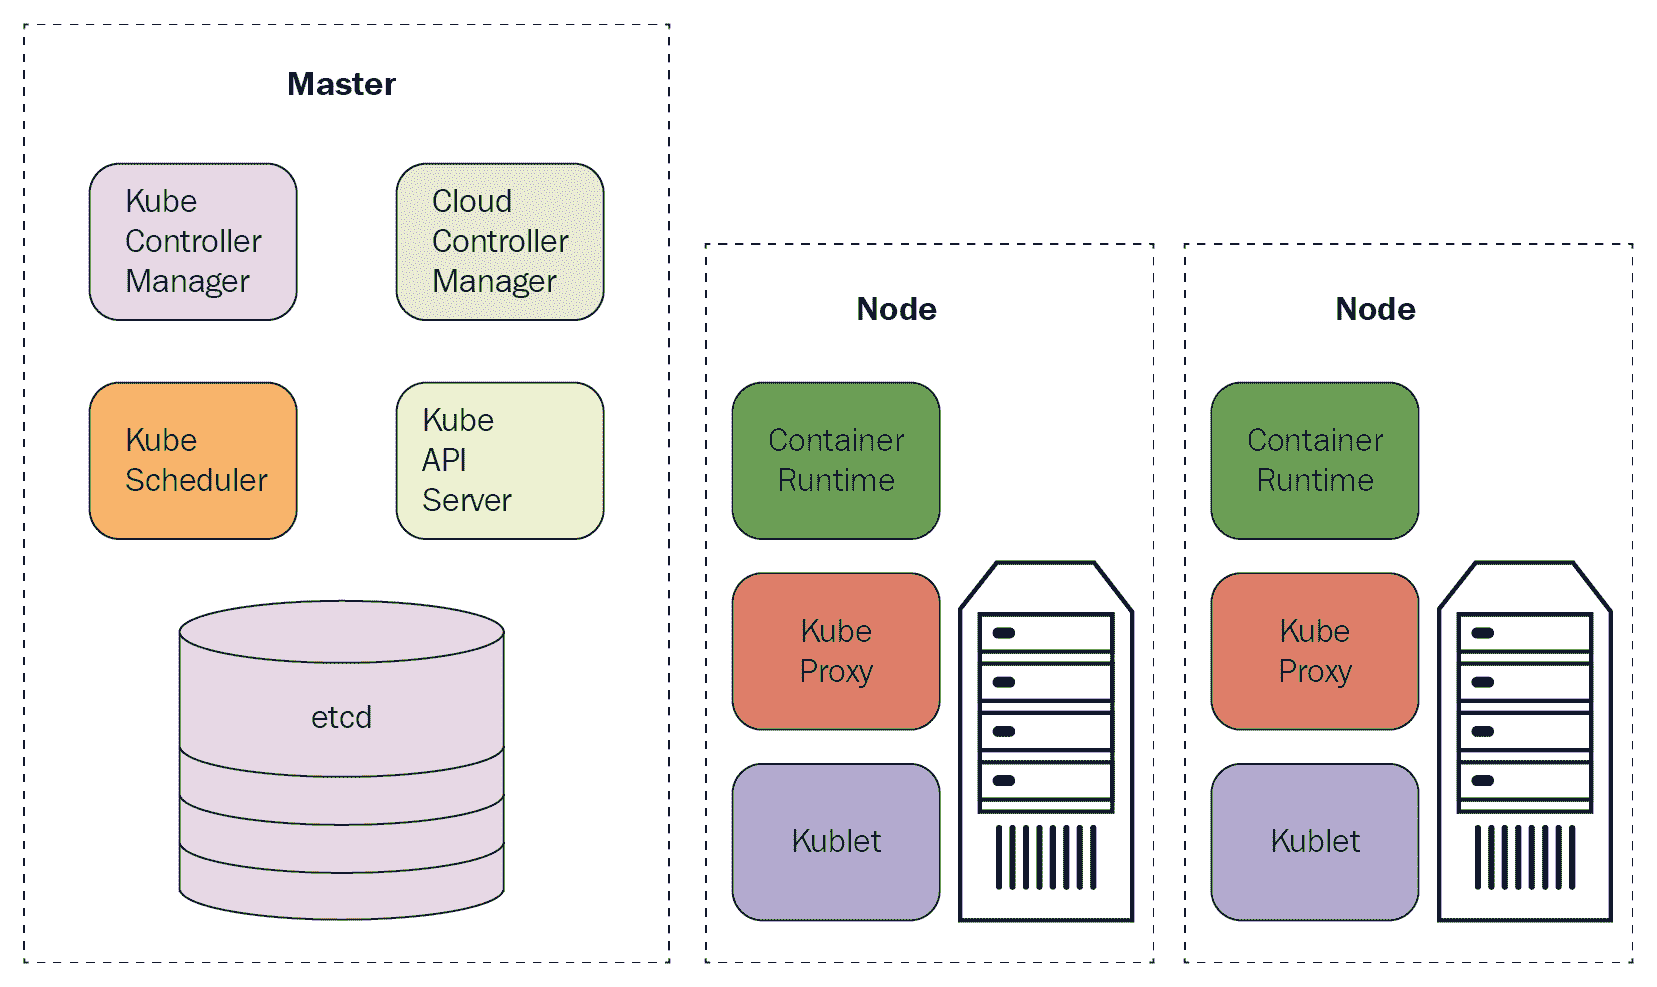 Master
Kube
Controller
Manager
Cloud
Controller
Manager
Kube
Scheduler
Kube
API
Server
etcd
Node
Container
Runtime
Kube
Proxy
Kublet
Node
Container
Runtime
Kube
Proxy
Kublet